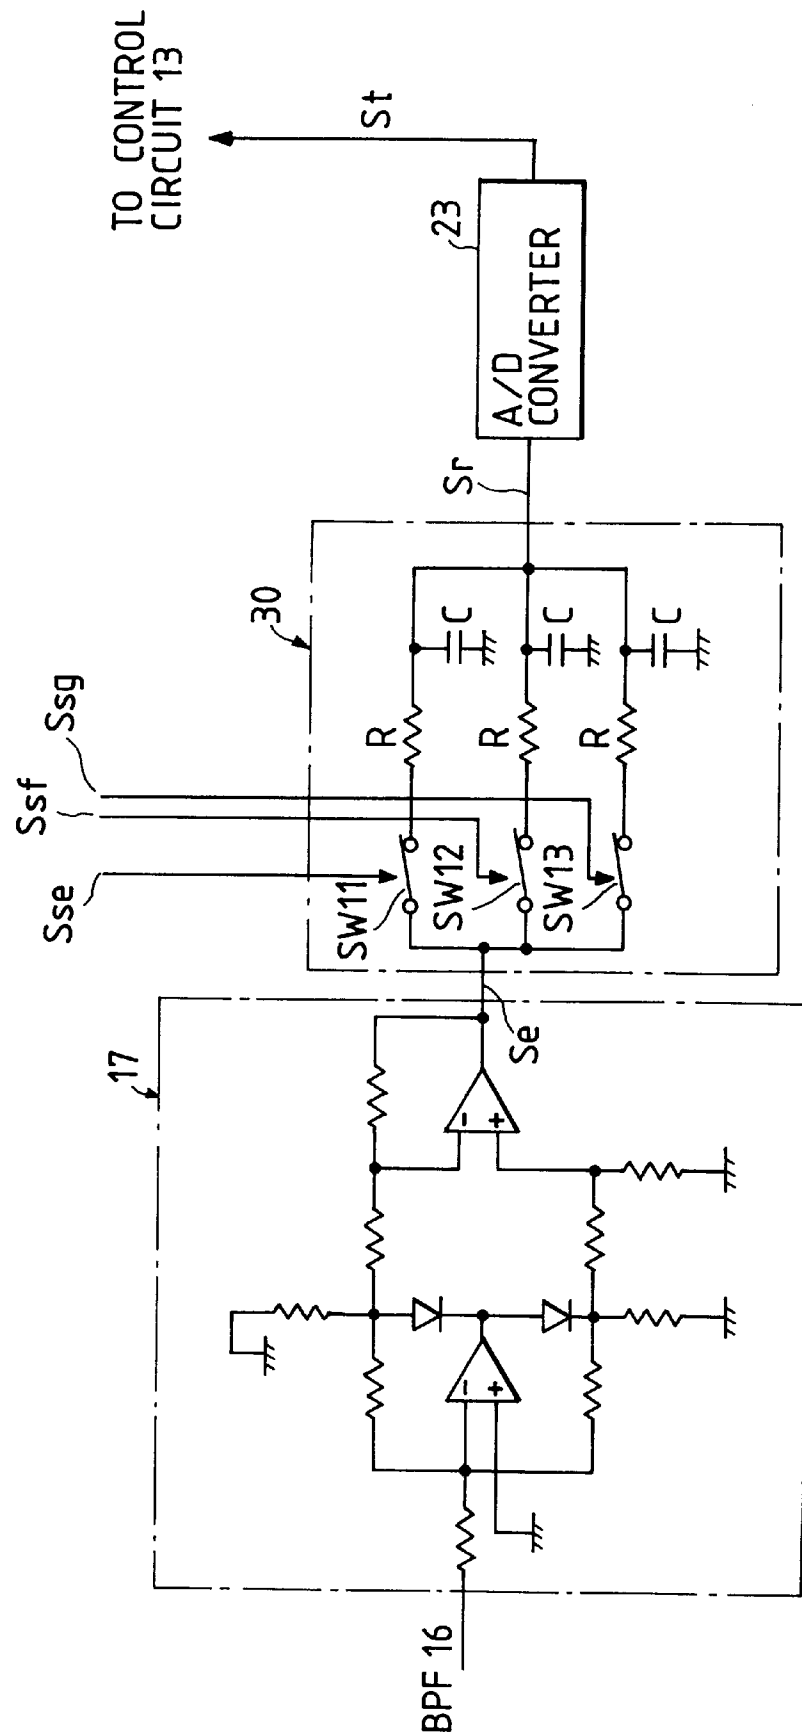 TO CONTROL
CIRCUIT 13
St
23
A/D
CONVERTER
Sr
30
Ssg
Ssf
Sse
R
C
R
C
R
C
SW11
SW12
SW13
17
Se
-
+
-
+
BPF 16